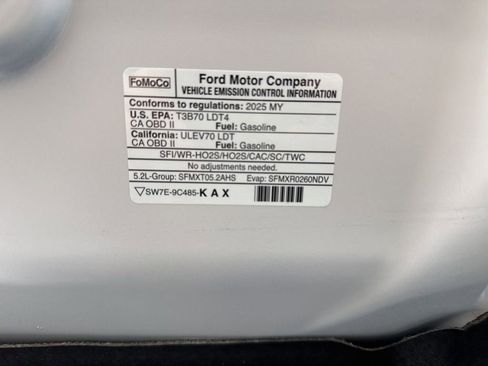 FoMoCo
Ford Motor Company
VEHICLE EMISSION CONTROL INFORMATION
Conforms to regulations: 2025 MY
U.S. EPA: T3B70 LDT4
CA OBD II Fuel: Gasoline
California: ULEV70 LDT
CA OBD II Fuel: Gasoline
SFI/WR-HO2S/HO2S/CAC/SC/TWC
No adjustments needed.
5.2L-Group: SFMXT05.2AHS Evap: SFMXR0260NDV
SW7E-9C485-KAX